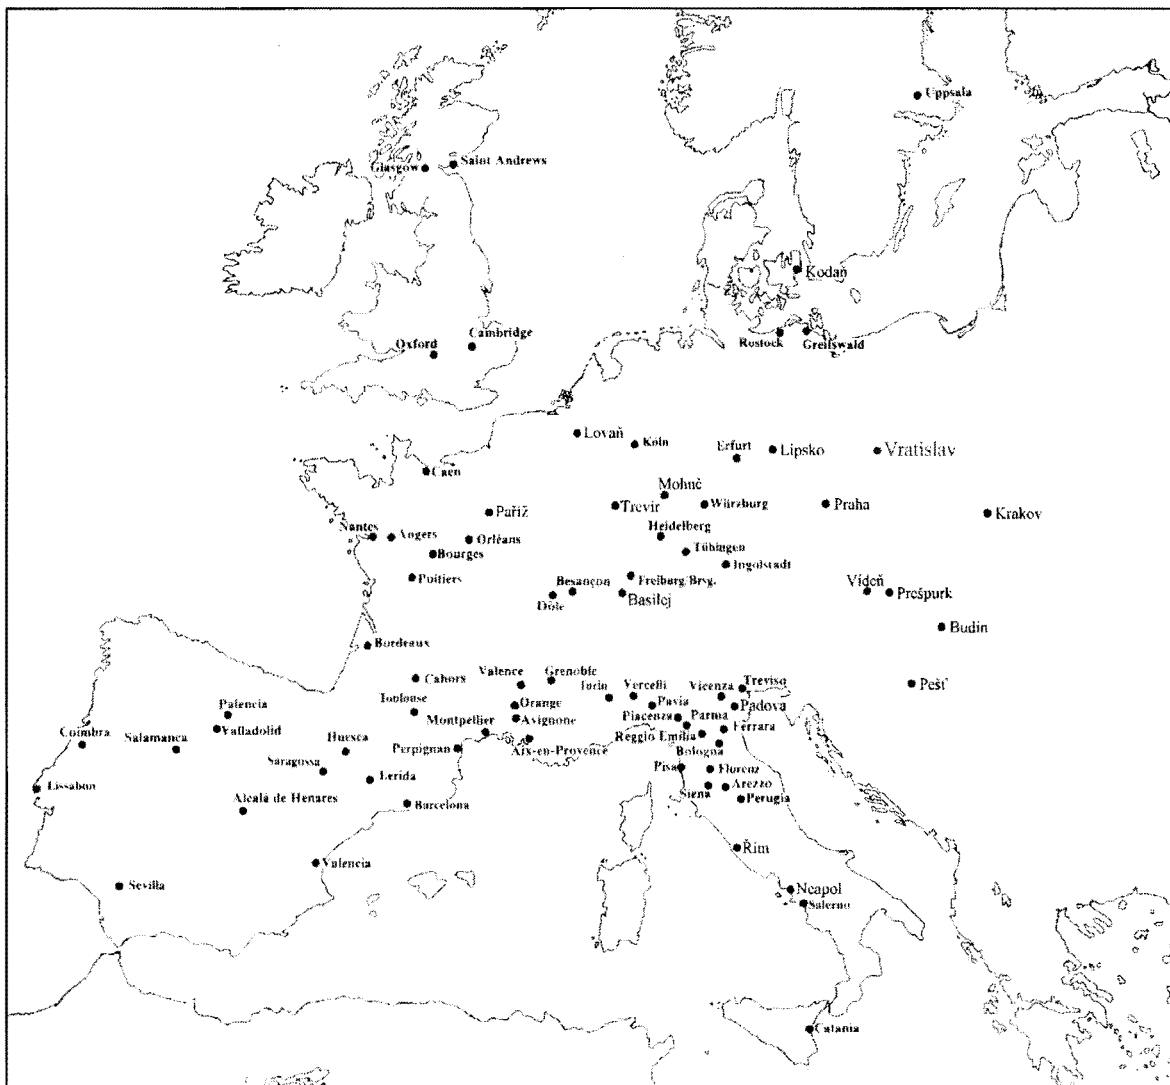 Uppsala
Saint Andrews
Glasgow
Kodaň
Cambridge
Oxford
Rostock
Greifswald
Lovaň
Köln
Erfurt
Lipsko
Vratislav
Caen
Mohuč
Trevír
Würzburg
Praha
Krakov
Paříž
Nantes
Angers
Orléans
Heidelberg
Bourges
Tübingen
Ingolstadt
Poitiers
Besançon
Freiburg/Brsg.
Dôle
Basilej
Vídeň
Prešpurk
Budín
Bordeaux
Cahors
Valence
Grenoble
Turin
Vercelli
Vicenza
Treviso
Pešť
Palencia
Toulouse
Orange
Pavia
Padova
Valladolid
Montpellier
Avignone
Piacenza
Parma
Ferrara
Coimbra
Salamanca
Huesca
Perpignan
Aix-en-Provence
Reggio Emilia
Bologna
Saragossa
Lerida
Pisa
Florenz
Lissabon
Alcalá de Henares
Barcelona
Siena
Arezzo
Perugia
Valencia
Řím
Sevilla
Neapol
Salerno
Catania